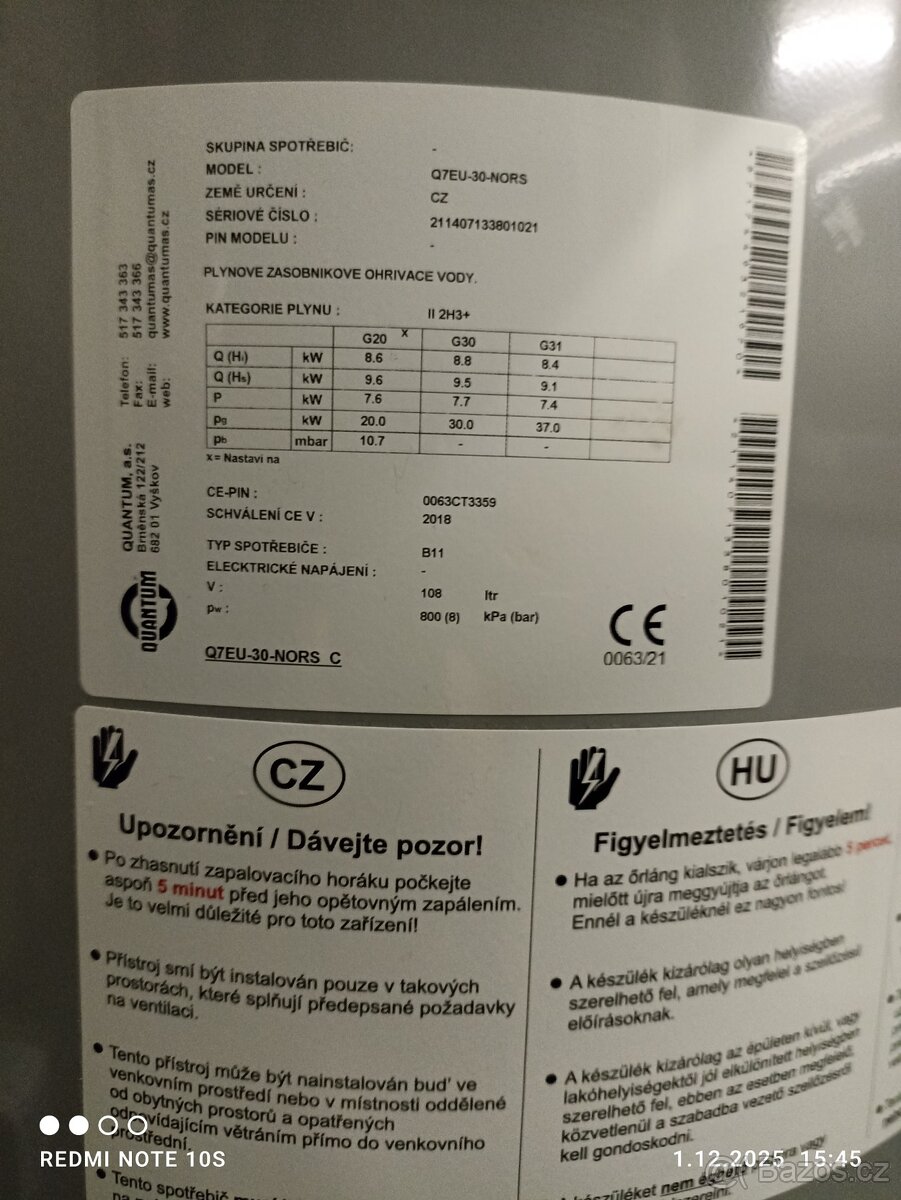 SKUPINA SPOTŘEBIČ: -
MODEL : Q7EU-30-NORS
ZEMĚ URČENÍ : CZ
SÉRIOVÉ ČÍSLO : 211407133801021
PIN MODELU : -
PLYNOVE ZASOBNIKOVE OHRIVACE VODY.
KATEGORIE PLYNU : II 2H3+
G20 x G30 G31
Q (Hi) kW 8.6 8.8 8.4
Q (Hs) kW 9.6 9.5 9.1
P kW 7.6 7.7 7.4
pg kW 20.0 30.0 37.0
pb mbar 10.7 - -
x = Nastavi na
CE-PIN : 0063CT3359
SCHVÁLENÍ CE V : 2018
TYP SPOTŘEBIČE : B11
ELECKTRICKÉ NAPÁJENÍ : -
V : 108 ltr
pw : 800 (8) kPa (bar)
Q7EU-30-NORS C
CE
0063/21
QUANTUM
QUANTUM, a.s.
Brněnská 122/212
682 01 Vyškov
Telefon: 517 343 363
Fax: 517 343 366
E-mail: quantumas@quantumas.cz
web: www.quantumas.cz
CZ
Upozornění / Dávejte pozor!
• Po zhasnutí zapalovacího horáku počkejte
aspoň 5 minut před jeho opětovným zapálením.
Je to velmi důležité pro toto zařízení!
• Přístroj smí být instalován pouze v takových
prostorách, které splňují předepsané požadavky
na ventilaci.
• Tento přístroj může být nainstalován buď ve
venkovním prostředí nebo v místnosti oddělené
od obytných prostorů a opatřených
odpovídajícím větráním přímo do venkovního
prostřední.
• Tento spotřebič
HU
Figyelmeztetés / Figyelem!
• Ha az őrláng kialszik, várjon legalább 5 percet,
mielőtt újra meggyújtja az őrlángot.
Ennél a készüléknél ez nagyon fontos!
• A készülék kizárólag olyan helyiségben
szerelhető fel, amely megfelel a szellőzési
előírásoknak.
• A készülék kizárólag az épületen kívül, vagy
lakóhelyiségektől jól elkülönített helyiségben
szerelhető fel, ebben az esetben megfelelő,
közvetlenül a szabadba vezető szellőzésről
kell gondoskodni.
• A készüléket nem
vagy
REDMI NOTE 10S
1.12.2025 15:45
Bazoš.cz